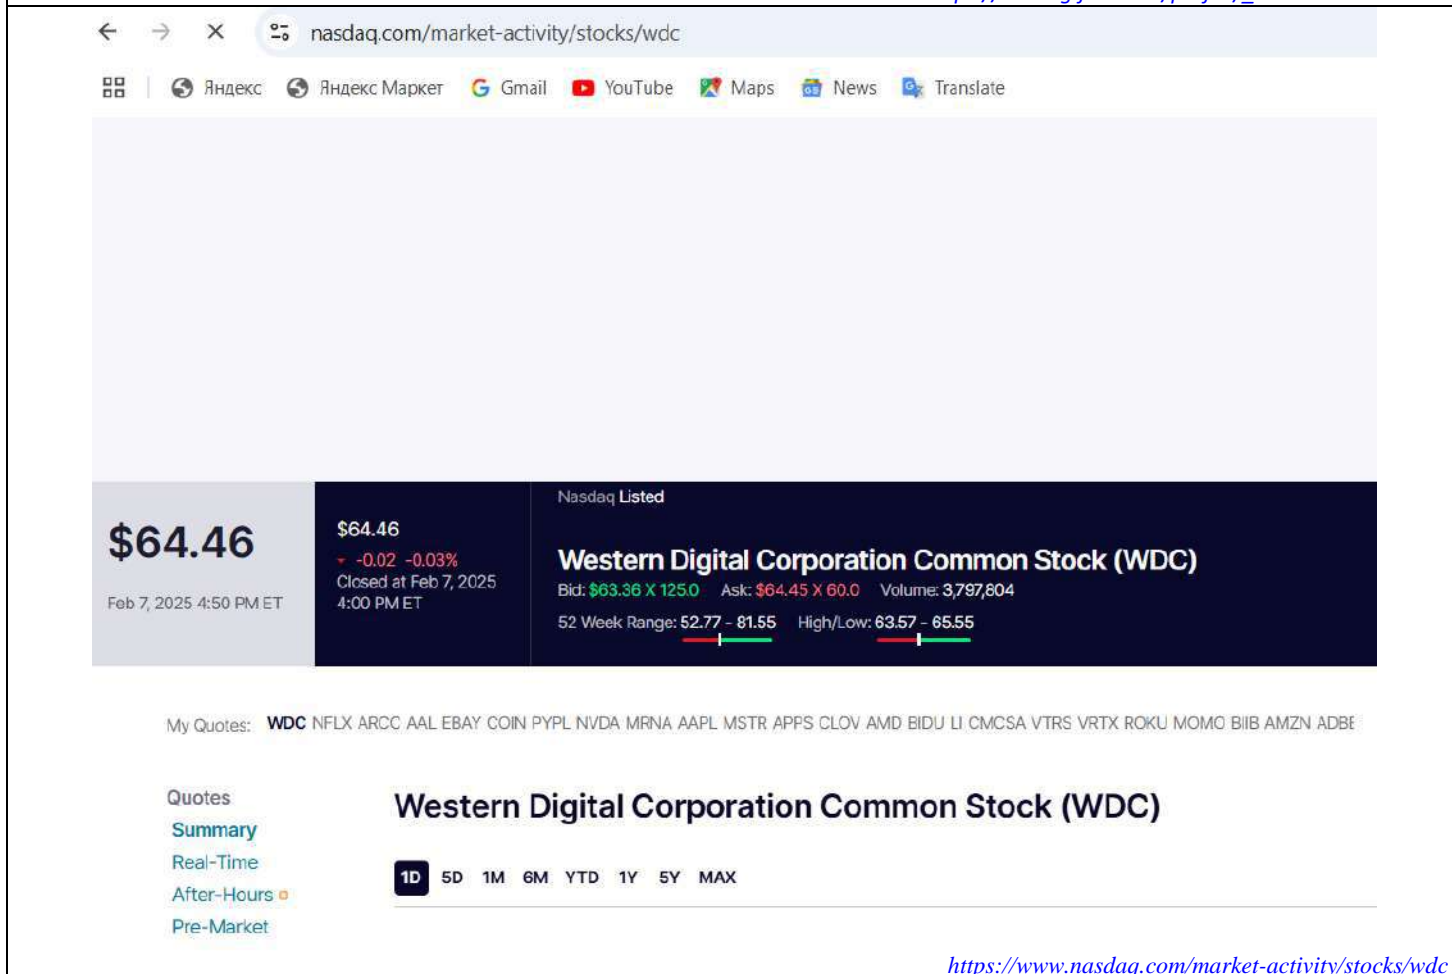 nasdaq.com/market-activity/stocks/wdc
Яндекс Яндекс Маркет Gmail YouTube Maps News Translate
Nasdaq Listed
$64.46
$64.46
-0.02 -0.03%
Western Digital Corporation Common Stock (WDC)
Closed at Feb 7, 2025
Bid: $63.36 X 125.0 Ask: $64.45 X 60.0 Volume: 3,797,804
Feb 7, 2025 4:50 PM ET
4:00 PM ET
52 Week Range: 52.77 - 81.55 High/Low: 63.57 - 65.55
My Quotes: WDC NFLX ARCC AAL EBAY COIN PYPL NVDA MRNA AAPL MSTR APPS CLOV AMD BIDU LI CMCSA VTRS VRTX ROKU MOMO BIIB AMZN ADBE
Quotes
Western Digital Corporation Common Stock (WDC)
Summary
Real-Time
1D 5D 1M 6M YTD 1Y 5Y MAX
After-Hours
Pre-Market
https://www.nasdaq.com/market-activity/stocks/wdc